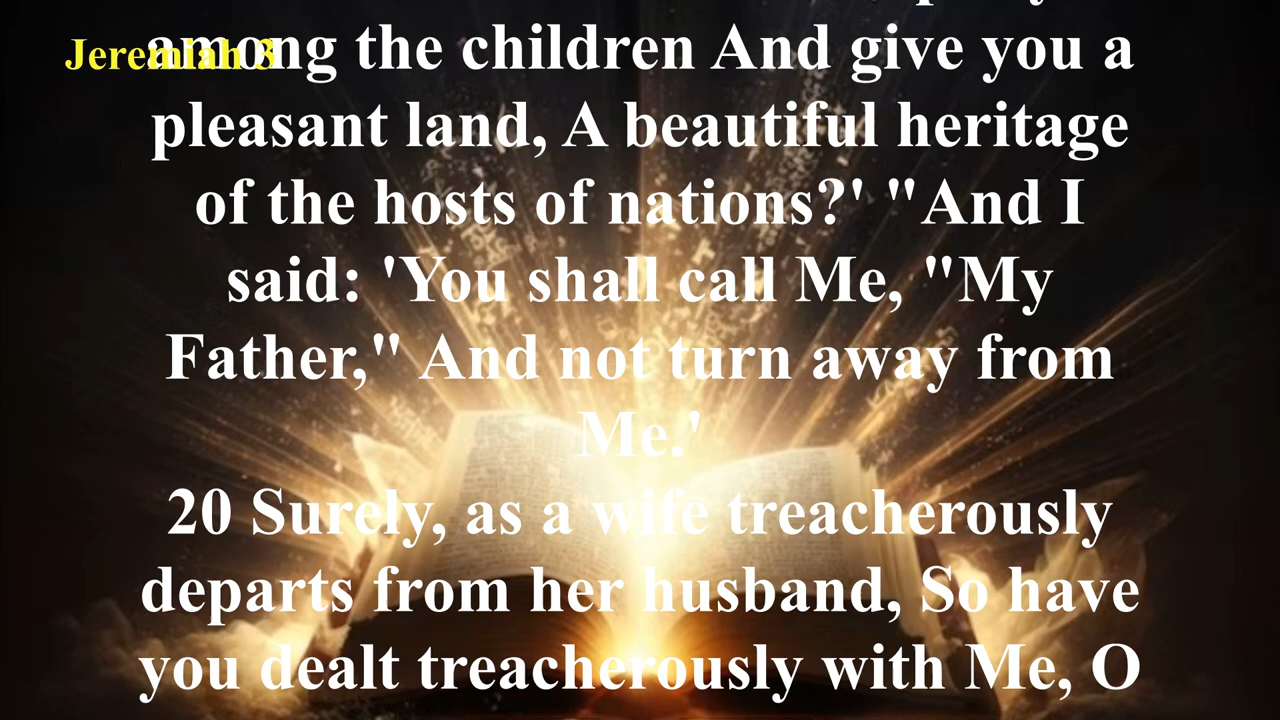 Jeremiah 3
among the children And give you a
pleasant land, A beautiful heritage
of the hosts of nations?' "And I
said: 'You shall call Me, "My
Father," And not turn away from
Me.'
20 Surely, as a wife treacherously
departs from her husband, So have
you dealt treacherously with Me, O